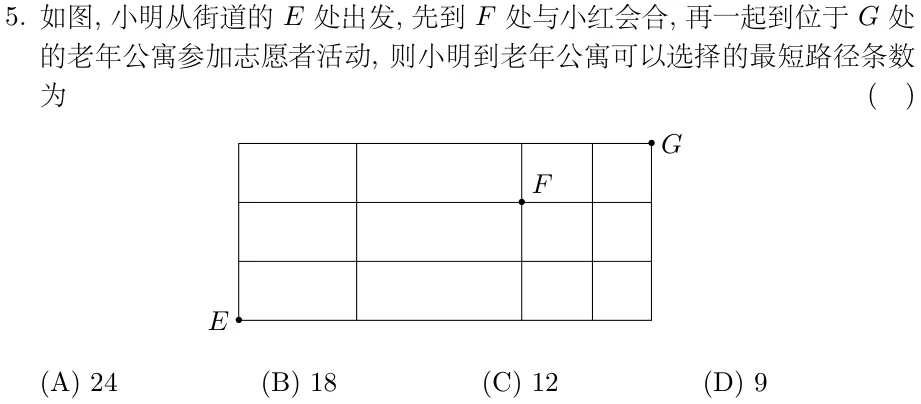 5. 如图, 小明从街道的 E 处出发, 先到 F 处与小红会合, 再一起到位于 G 处
的老年公寓参加志愿者活动, 则小明到老年公寓可以选择的最短路径条数
为 ( )
G
F
E
(A) 24 (B) 18 (C) 12 (D) 9